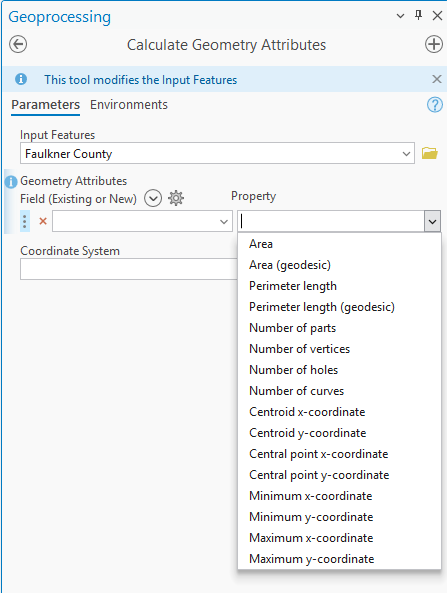 Geoprocessing
Calculate Geometry Attributes
This tool modifies the Input Features
Parameters Environments
Input Features
Faulkner County
Geometry Attributes
Field (Existing or New) Property
Coordinate System
Area
Area (geodesic)
Perimeter length
Perimeter length (geodesic)
Number of parts
Number of vertices
Number of holes
Number of curves
Centroid x-coordinate
Centroid y-coordinate
Central point x-coordinate
Central point y-coordinate
Minimum x-coordinate
Minimum y-coordinate
Maximum x-coordinate
Maximum y-coordinate